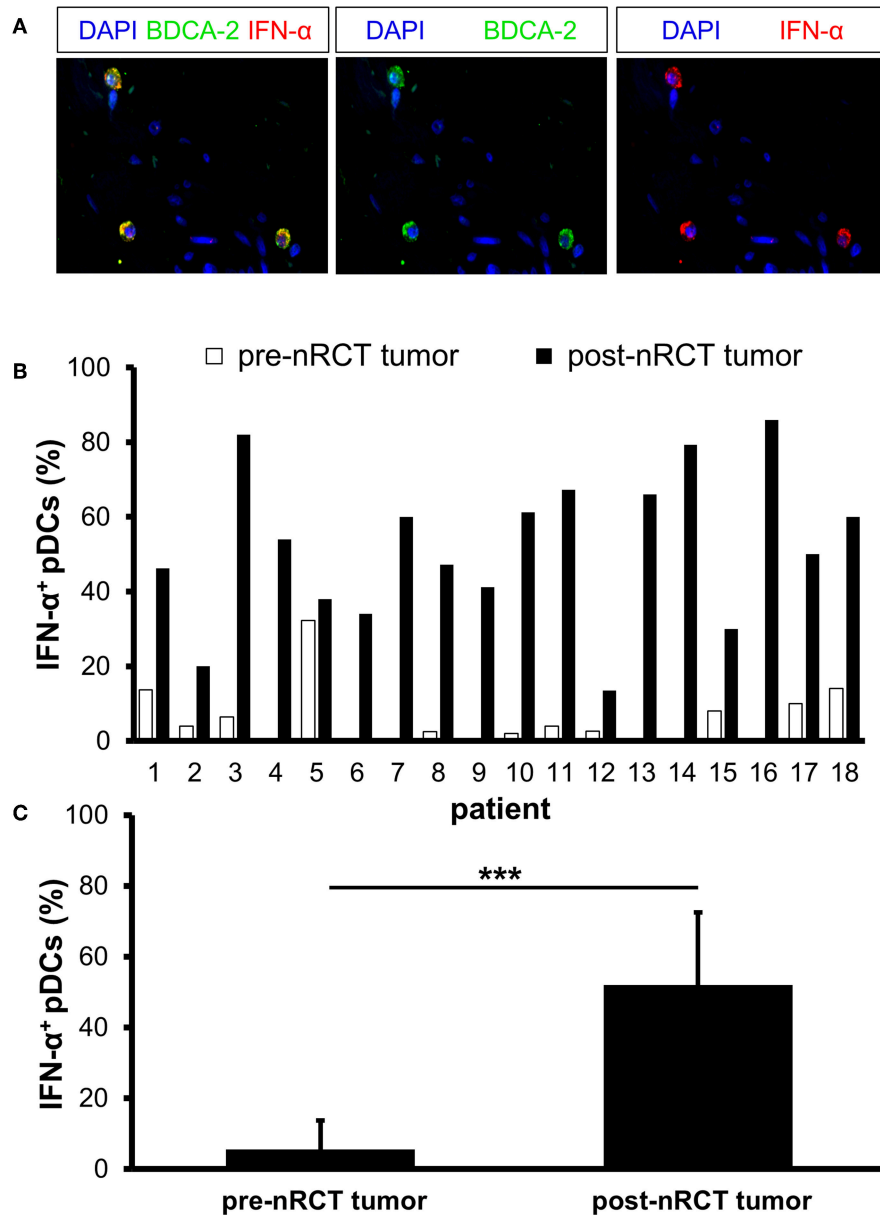 A
DAPI BDCA-2 IFN-α
DAPI BDCA-2
DAPI IFN-α
B
pre-nRCT tumor post-nRCT tumor
IFN-α⁺ pDCs (%)
100
80
60
40
20
0
1 2 3 4 5 6 7 8 9 10 11 12 13 14 15 16 17 18
patient
C
IFN-α⁺ pDCs (%)
100
80
60
40
20
0
***
pre-nRCT tumor post-nRCT tumor